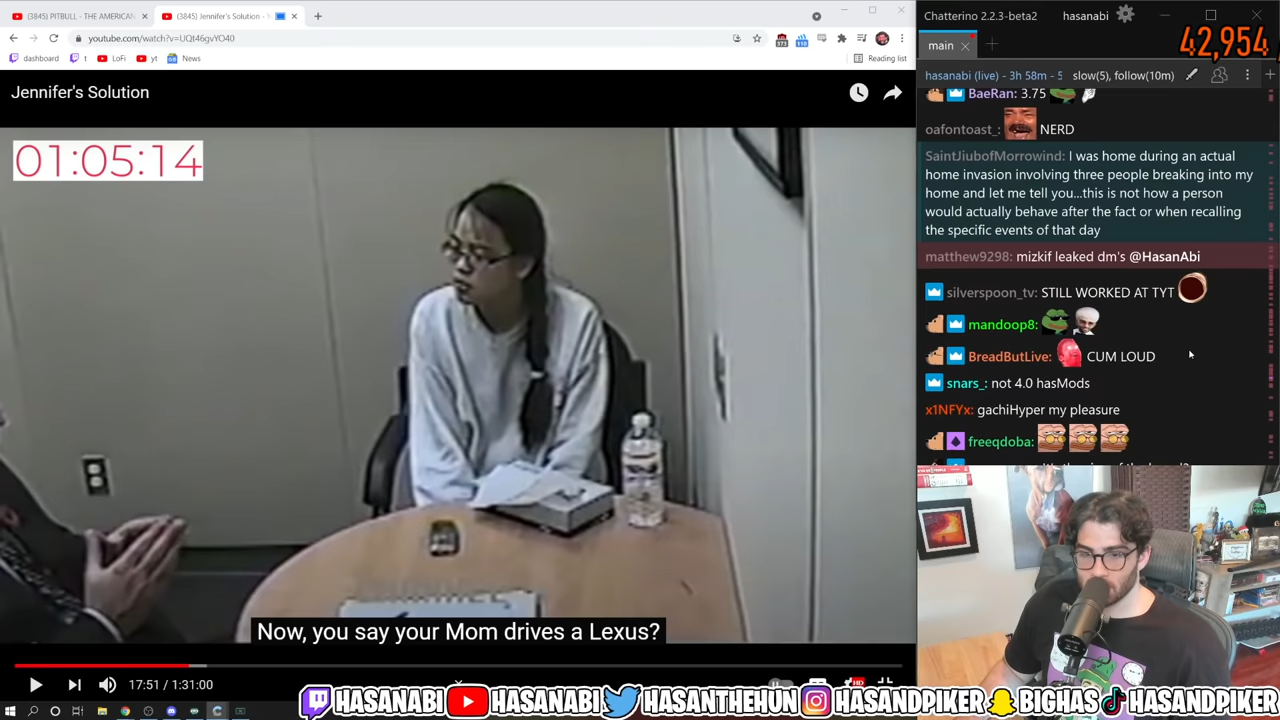 (3845) PITBULL - THE AMERICAN
(3845) Jennifer's Solution -
youtube.com/watch?v=UQt46gvYO40
dashboard
t
LoFi
yt
News
Reading list
Jennifer's Solution
01:05:14
Now, you say your Mom drives a Lexus?
17:51 / 1:31:00
HD
Chatterino 2.2.3-beta2
hasanabi
42,954
main
hasanabi (live) - 3h 58m - 5
slow(5), follow(10m)
BaeRan: 3.75
oafontoast_: NERD
SaintJiubofMorrowind: I was home during an actual
home invasion involving three people breaking into my
home and let me tell you...this is not how a person
would actually behave after the fact or when recalling
the specific events of that day
matthew9298: mizkif leaked dm's @HasanAbi
silverspoon_tv: STILL WORKED AT TYT
mandoop8:
BreadButLive: CUM LOUD
snars_: not 4.0 hasMods
x1NFYx: gachiHyper my pleasure
freeqdoba:
HASANABI HASANABI HASANTHEHUN HASANDPIKER BIGHAS HASANDPIKER